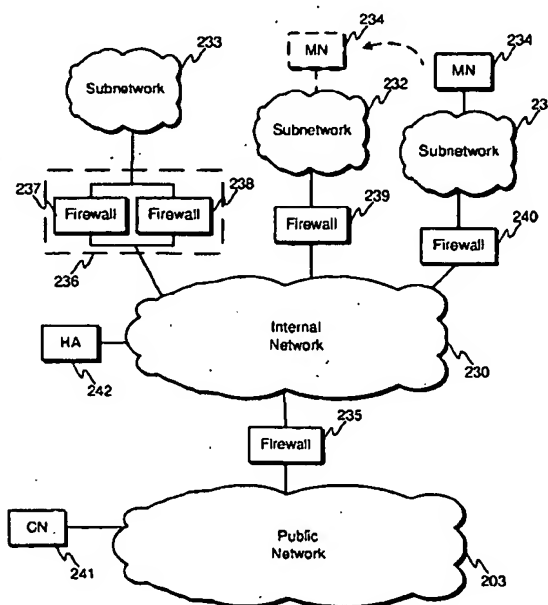 233
Subnetwork
234
MN
232
Subnetwork
234
MN
23
Subnetwork
237
Firewall
238
Firewall
236
239
Firewall
240
Firewall
Internal
Network
230
HA
242
235
Firewall
CN
241
Public
Network
203